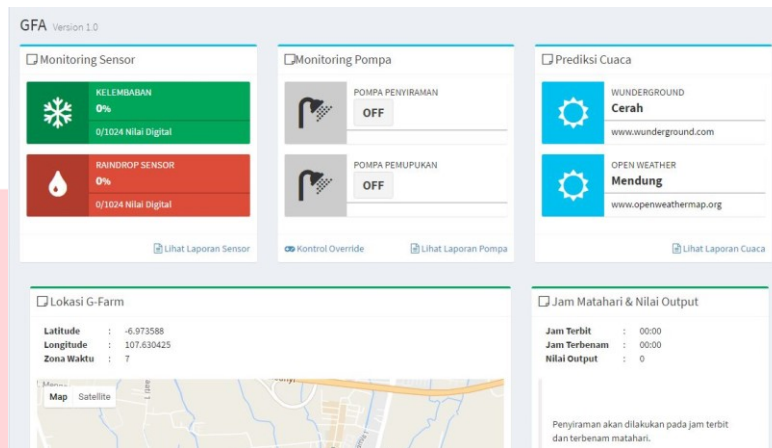 GFA Version 1.0
Monitoring Sensor
KELEMBABAN
0%
0/1024 Nilai Digital
RAINDROP SENSOR
0%
0/1024 Nilai Digital
Lihat Laporan Sensor
Monitoring Pompa
POMPA PENYIRAMAN
OFF
POMPA PEMUPUKAN
OFF
Kontrol Override
Lihat Laporan Pompa
Prediksi Cuaca
WUNDERGROUND
Cerah
www.wunderground.com
OPEN WEATHER
Mendung
www.openweathermap.org
Lihat Laporan Cuaca
Lokasi G-Farm
Latitude : -6.973588
Longitude : 107.630425
Zona Waktu : 7
Map Satellite
Jam Matahari & Nilai Output
Jam Terbit : 00:00
Jam Terbenam : 00:00
Nilai Output : 0
Penyiraman akan dilakukan pada jam terbit
dan terbenam matahari.